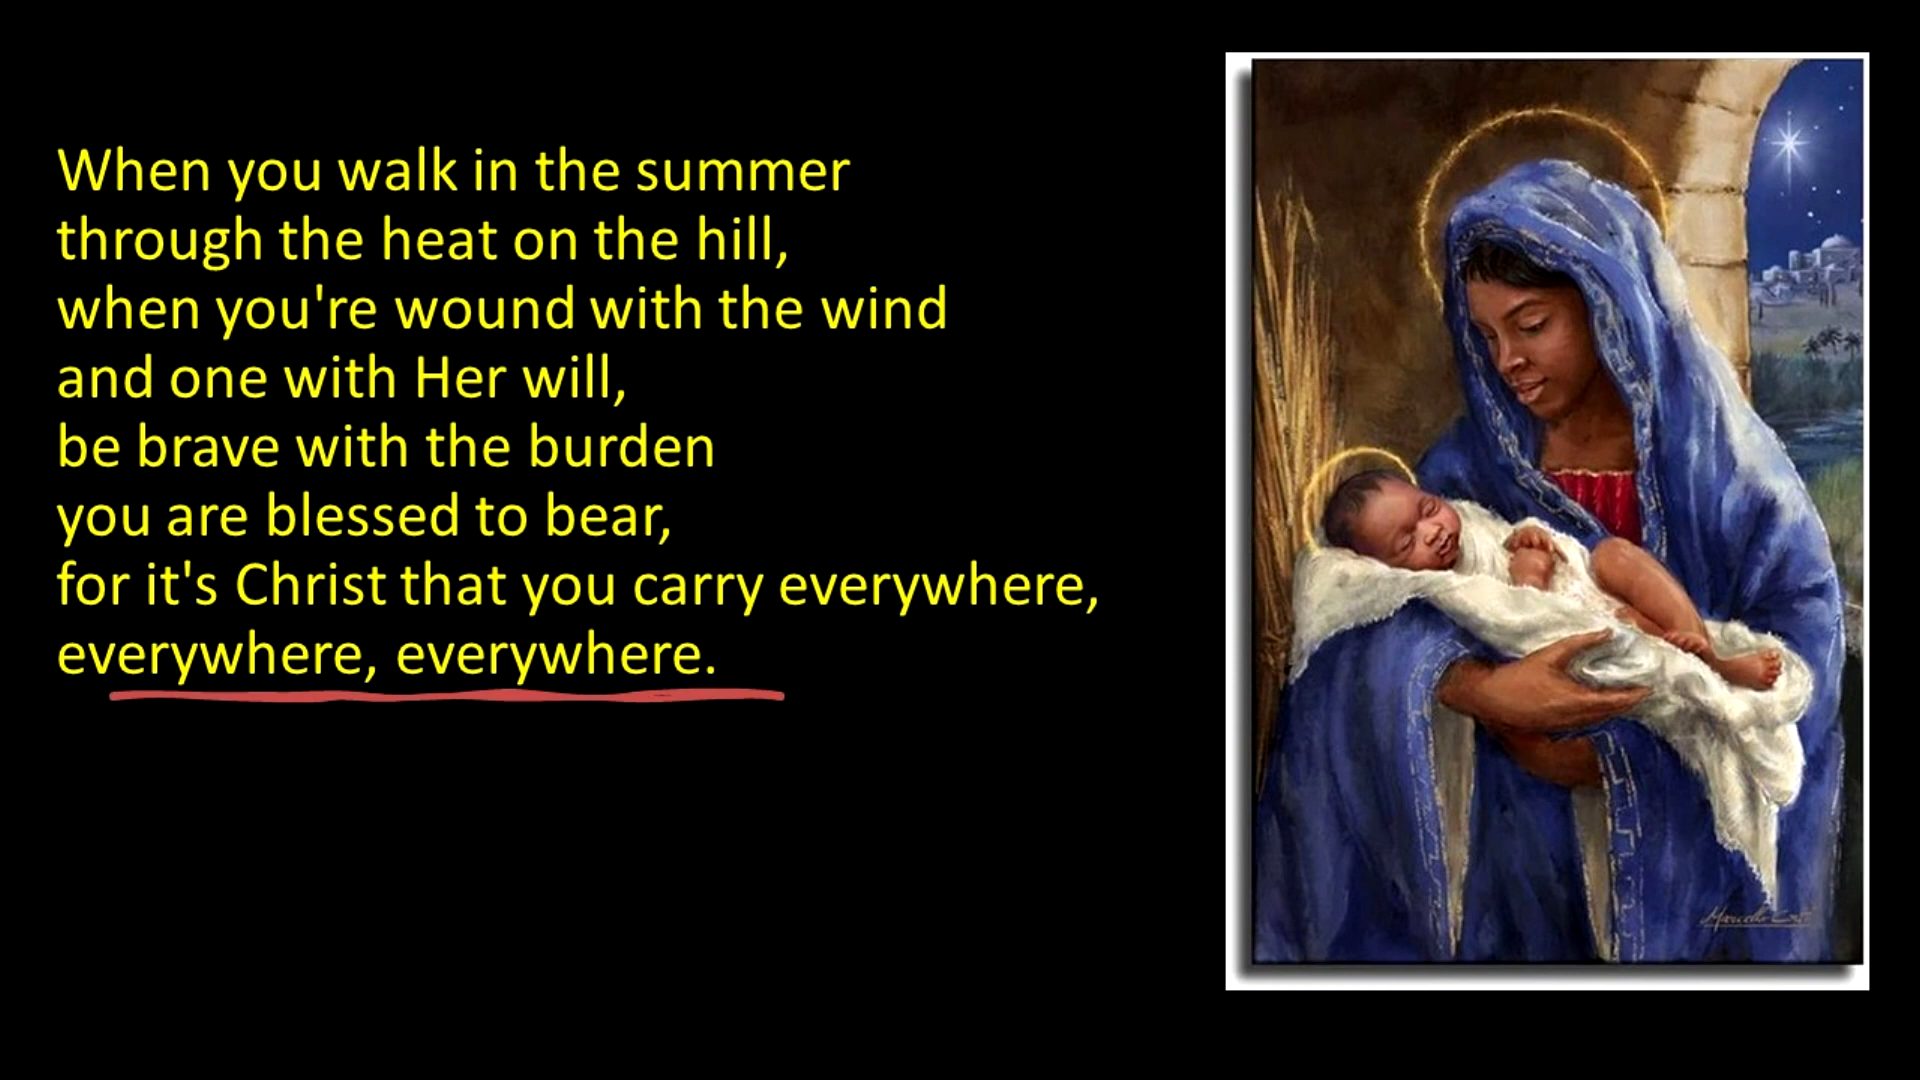 When you walk in the summer
through the heat on the hill,
when you're wound with the wind
and one with Her will,
be brave with the burden
you are blessed to bear,
for it's Christ that you carry everywhere,
everywhere, everywhere.